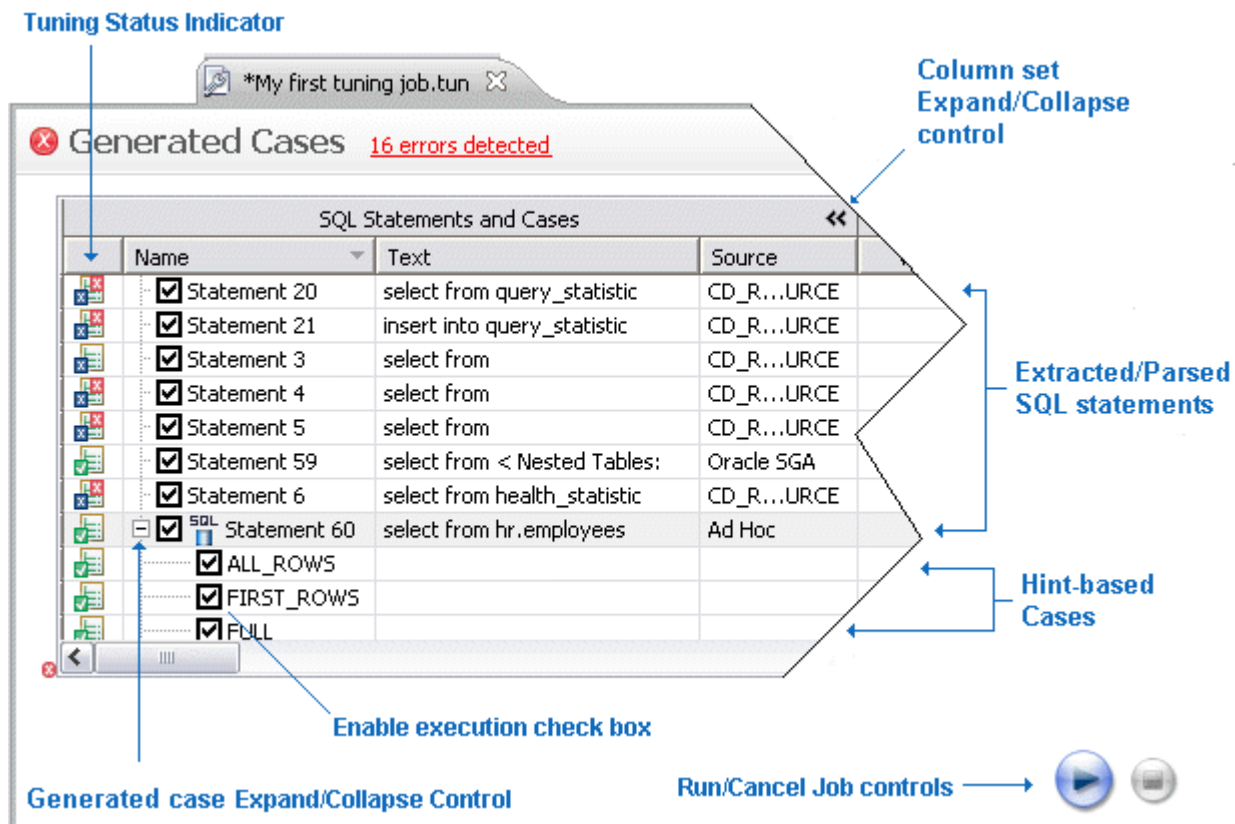 Tuning Status Indicator
*My first tuning job.tun
Column set
Expand/Collapse
control
Generated Cases 16 errors detected
SQL Statements and Cases
Name Text Source
Statement 20 select from query_statistic CD_R...URCE
Statement 21 insert into query_statistic CD_R...URCE
Statement 3 select from CD_R...URCE
Statement 4 select from CD_R...URCE
Statement 5 select from CD_R...URCE
Statement 59 select from < Nested Tables: Oracle SGA
Statement 6 select from health_statistic CD_R...URCE
SQL Statement 60 select from hr.employees Ad Hoc
ALL_ROWS
FIRST_ROWS
FULL
Extracted/Parsed
SQL statements
Hint-based
Cases
Enable execution check box
Run/Cancel Job controls
Generated case Expand/Collapse Control